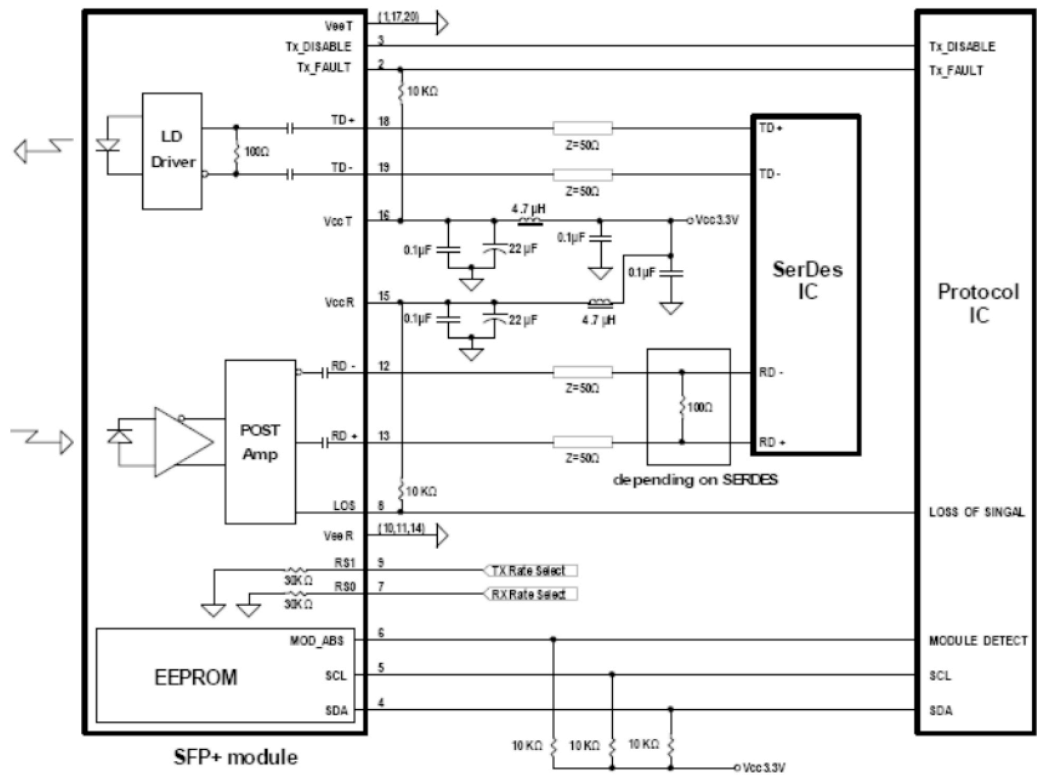 VeeT (1,17,20)
Tx_DISABLE 3 Tx_DISABLE
Tx_FAULT 2 Tx_FAULT
10 KΩ
LD
Driver
100Ω
TD+ 18 Z=50Ω TD+
TD- 19 Z=50Ω TD-
VccT 16 4.7 μH Vcc3.3V
0.1μF 22 μF 0.1μF 0.1μF
VccR 15 4.7 μH
0.1μF 22 μF
SerDes
IC
Protocol
IC
RD - 12 Z=50Ω RD -
100Ω
POST
Amp
RD + 13 Z=50Ω RD +
depending on SERDES
10 KΩ
LOS 8 LOSS OF SINGAL
VeeR (10,11,14)
RS1 9 TX Rate Select
30KΩ
RS0 7 RX Rate Select
30KΩ
MOD_ABS 6 MODULE DETECT
EEPROM
SCL 5 SCL
SDA 4 SDA
10 KΩ 10 KΩ 10 KΩ
Vcc3.3V
SFP+ module